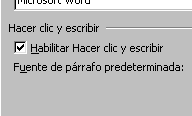 Microsoft Word
Hacer clic y escribir
Habilitar Hacer clic y escribir
Fuente de párrafo predeterminada: